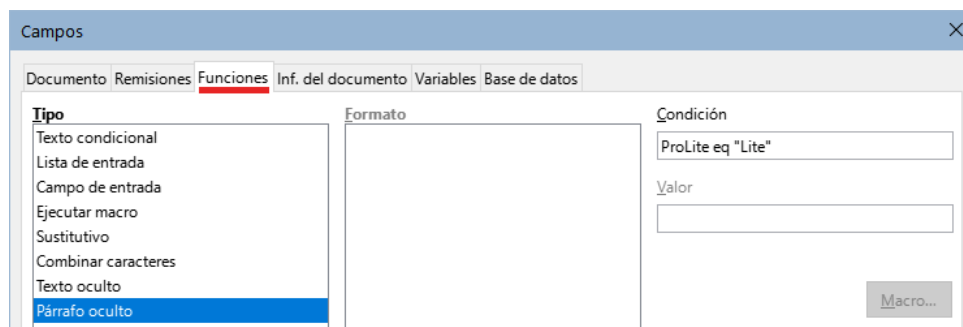 Campos
Documento Remisiones Funciones Inf. del documento Variables Base de datos
Tipo
Texto condicional
Lista de entrada
Campo de entrada
Ejecutar macro
Sustitutivo
Combinar caracteres
Texto oculto
Párrafo oculto
Formato
Condición
ProLite eq "Lite"
Valor
Macro...